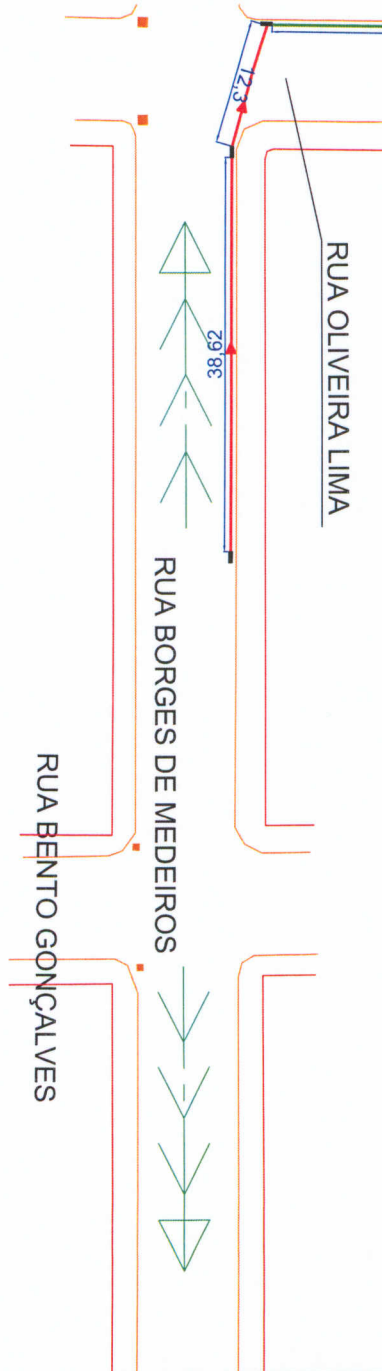 12,3
RUA OLIVEIRA LIMA
38,62
RUA BORGES DE MEDEIROS
RUA BENTO GONÇALVES